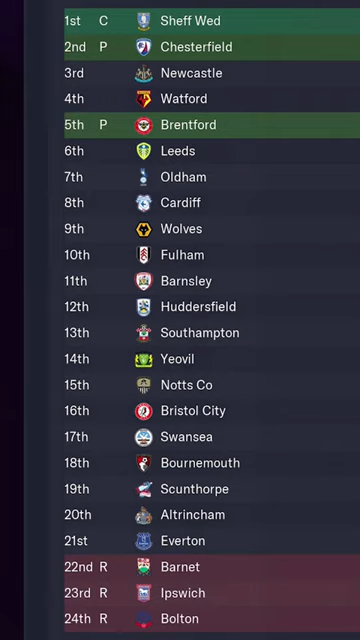 1st C Sheff Wed
2nd P Chesterfield
3rd Newcastle
4th Watford
5th P Brentford
6th Leeds
7th Oldham
8th Cardiff
9th Wolves
10th Fulham
11th Barnsley
12th Huddersfield
13th Southampton
14th Yeovil
15th Notts Co
16th Bristol City
17th Swansea
18th Bournemouth
19th Scunthorpe
20th Altrincham
21st Everton
22nd R Barnet
23rd R Ipswich
24th R Bolton